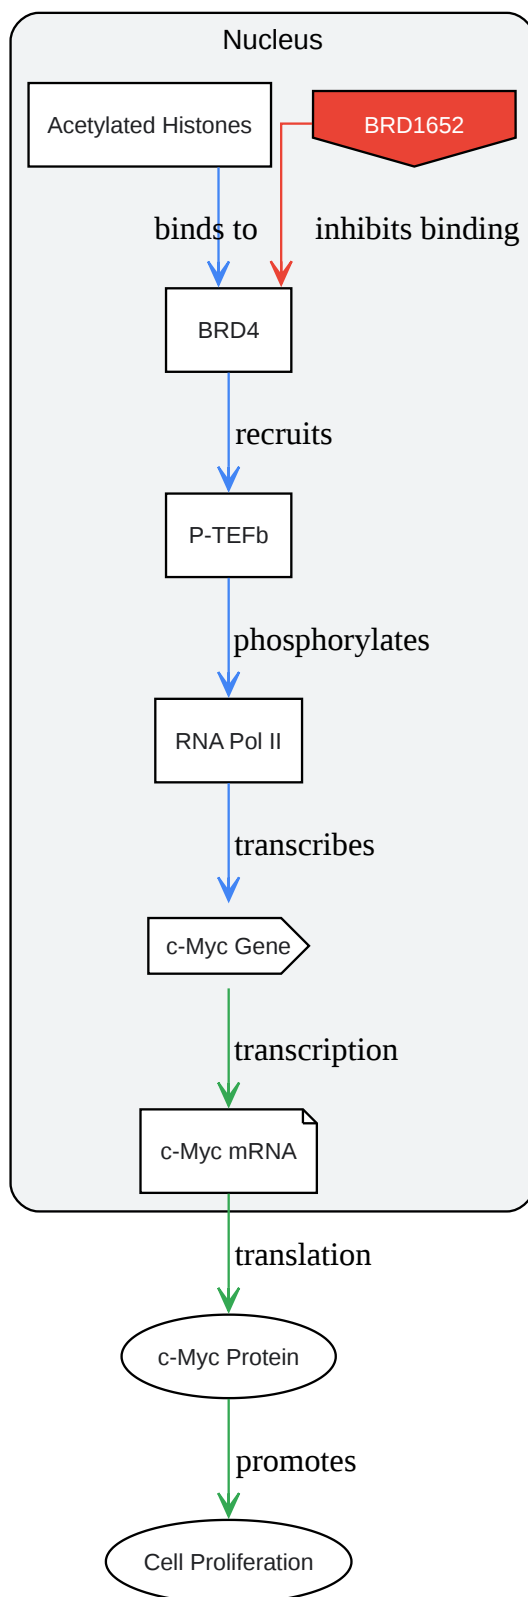 Nucleus
Acetylated Histones
BRD1652
binds to
inhibits binding
BRD4
recruits
P-TEFb
phosphorylates
RNA Pol II
transcribes
c-Myc Gene
transcription
c-Myc mRNA
translation
c-Myc Protein
promotes
Cell Proliferation